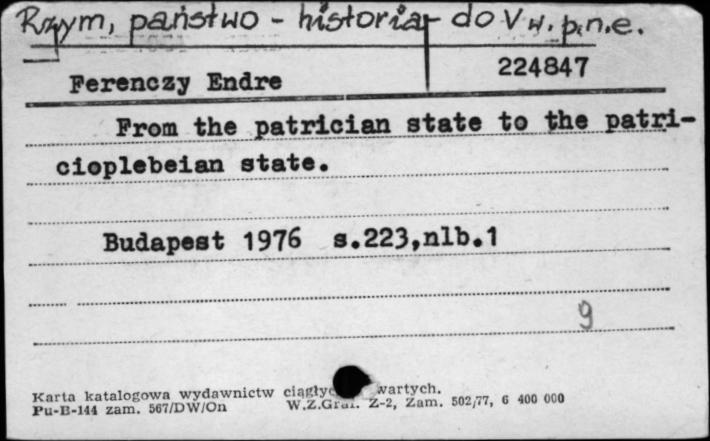 Rzym, państwo - historia - do V w. p.n.e.
Ferenczy Endre 224847
From the patrician state to the patri-
cioplebeian state.
Budapest 1976 s.223,nlb.1
9
Karta katalogowa wydawnictw wartych.
Pu-B-144 zam. 567/DW/On W.Z.Graf. Z-2, Zam. 502/77, 6 400 000